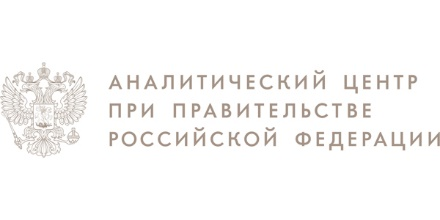 АНАЛИТИЧЕСКИЙ ЦЕНТР
ПРИ ПРАВИТЕЛЬСТВЕ
РОССИЙСКОЙ ФЕДЕРАЦИИ